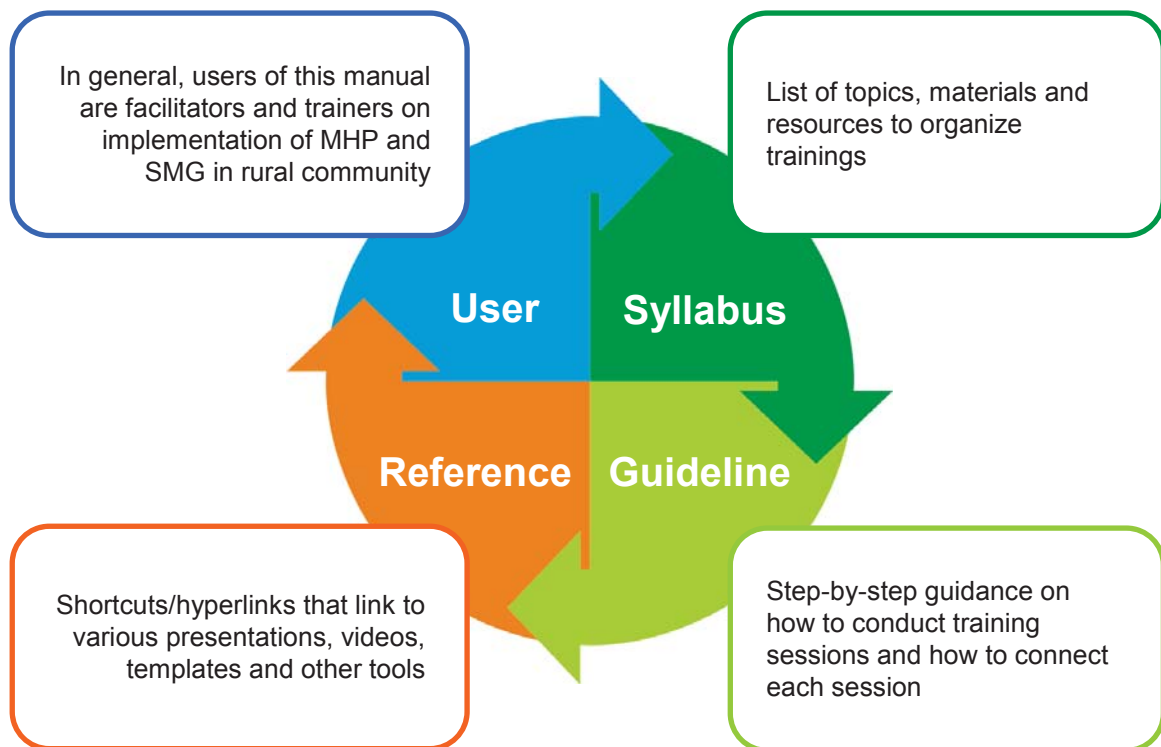 In general, users of this manual
are facilitators and trainers on
implementation of MHP and
SMG in rural community
List of topics, materials and
resources to organize
trainings
User
Syllabus
Reference
Guideline
Shortcuts/hyperlinks that link to
various presentations, videos,
templates and other tools
Step-by-step guidance on
how to conduct training
sessions and how to connect
each session